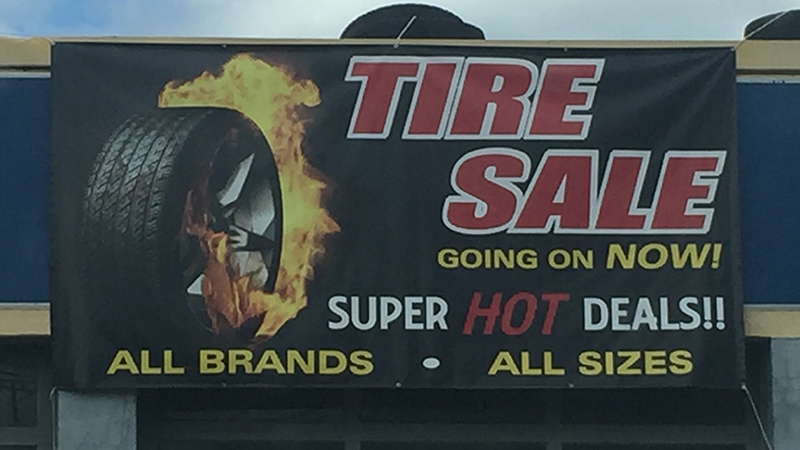 TIRE
SALE
GOING ON NOW!
SUPER HOT DEALS!!
ALL BRANDS • ALL SIZES